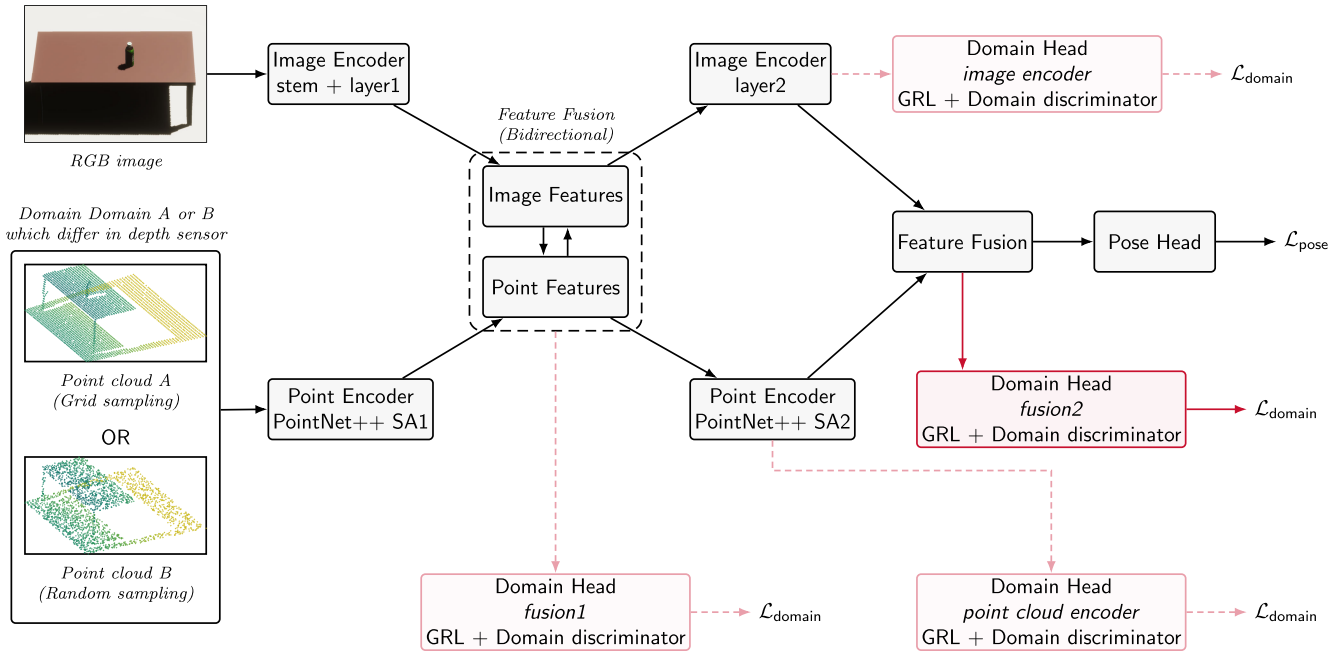 RGB image
Domain Domain A or B
which differ in depth sensor
Point cloud A
(Grid sampling)
OR
Point cloud B
(Random sampling)
Image Encoder
stem + layer1
Point Encoder
PointNet++ SA1
Feature Fusion
(Bidirectional)
Image Features
Point Features
Image Encoder
layer2
Point Encoder
PointNet++ SA2
Domain Head
image encoder
GRL + Domain discriminator
ℒdomain
Feature Fusion
Pose Head
ℒpose
Domain Head
fusion2
GRL + Domain discriminator
ℒdomain
Domain Head
fusion1
GRL + Domain discriminator
ℒdomain
Domain Head
point cloud encoder
GRL + Domain discriminator
ℒdomain